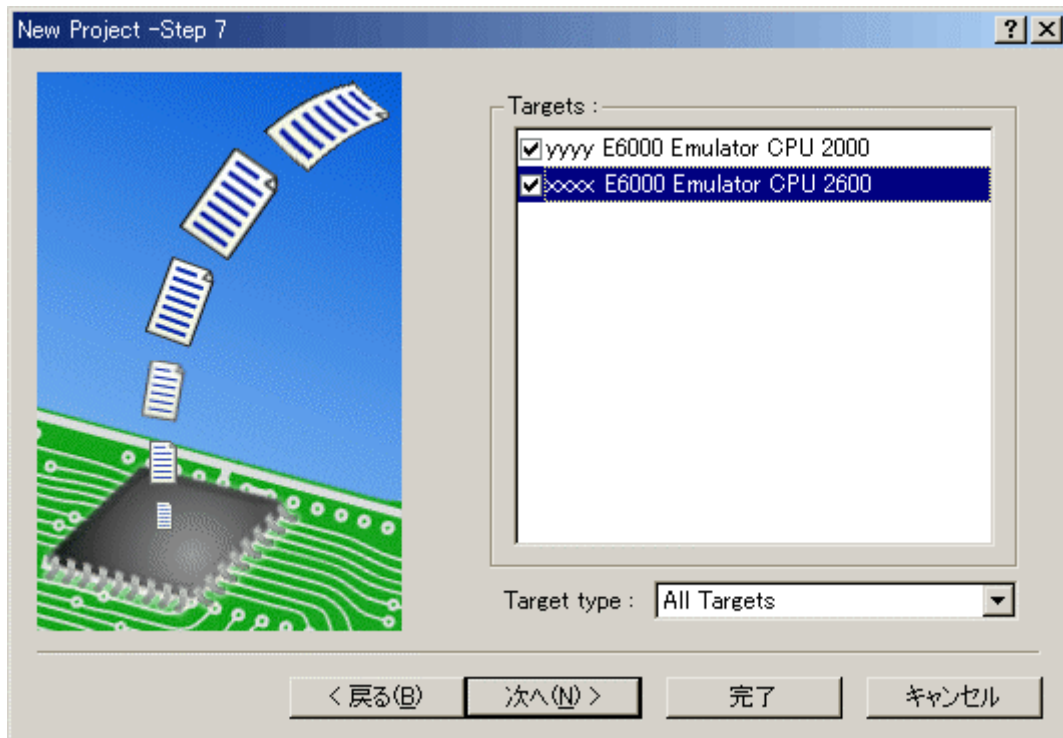 New Project -Step 7
Targets :
yyyy E6000 Emulator CPU 2000
xxxx E6000 Emulator CPU 2600
Target type : All Targets
< 戻る(B) 次へ(N) > 完了 キャンセル